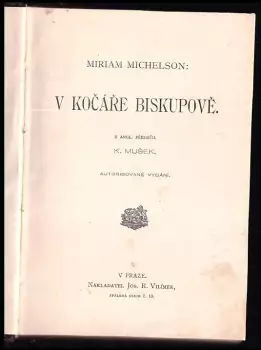 MIRIAM MICHELSON:
V KOČÁŘE BISKUPOVĚ.
Z ANGL. PŘELOŽIL
K. MUŠEK.
AUTORISOVANÉ VYDÁNÍ.
V PRAZE.
NAKLADATEL JOS. R. VILÍMEK,
SPÁLENÁ ULICE Č. 13.